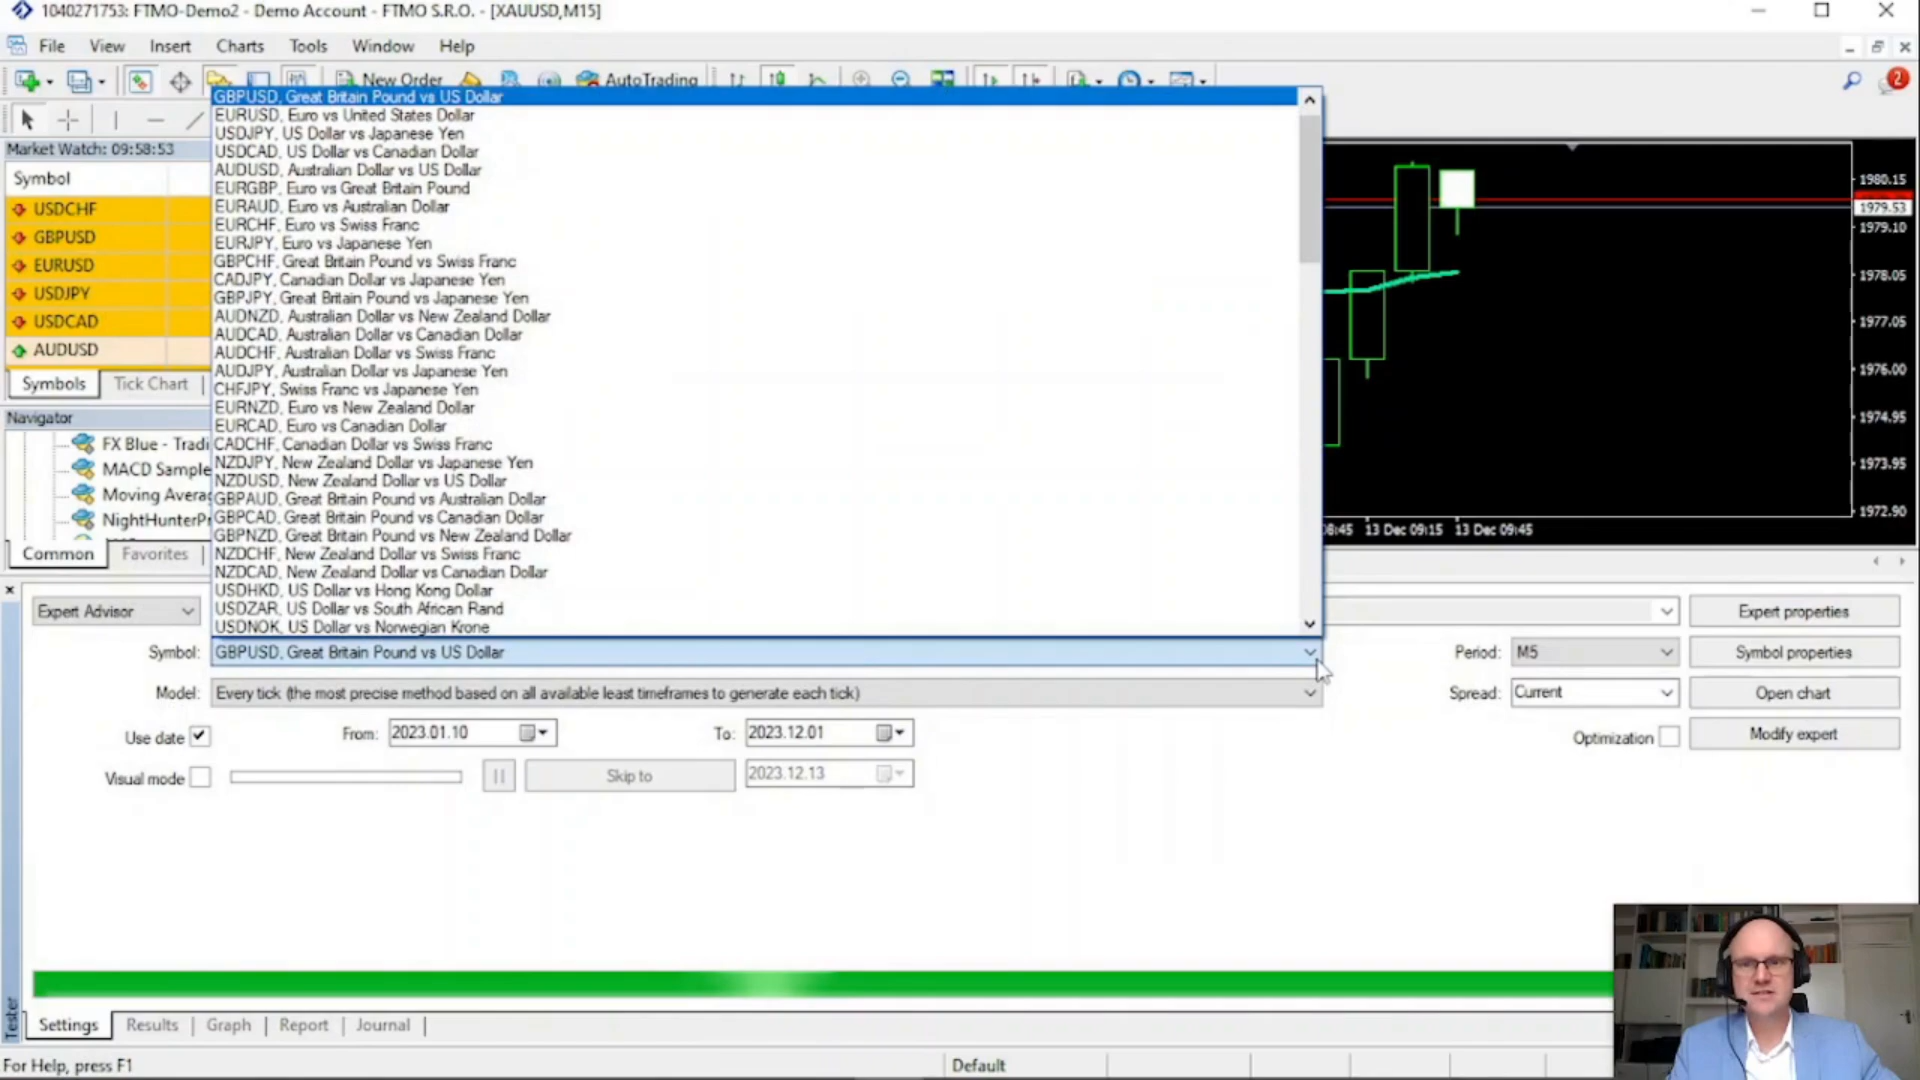 1040271753: FTMO-Demo2 - Demo Account - FTMO S.R.O. - [XAUUSD,M15]
File View Insert Charts Tools Window Help
New Order AutoTrading
2
GBPUSD, Great Britain Pound vs US Dollar
EURUSD, Euro vs United States Dollar
USDJPY, US Dollar vs Japanese Yen
USDCAD, US Dollar vs Canadian Dollar
AUDUSD, Australian Dollar vs US Dollar
EURGBP, Euro vs Great Britain Pound
EURAUD, Euro vs Australian Dollar
EURCHF, Euro vs Swiss Franc
EURJPY, Euro vs Japanese Yen
GBPCHF, Great Britain Pound vs Swiss Franc
CADJPY, Canadian Dollar vs Japanese Yen
GBPJPY, Great Britain Pound vs Japanese Yen
AUDNZD, Australian Dollar vs New Zealand Dollar
AUDCAD, Australian Dollar vs Canadian Dollar
AUDCHF, Australian Dollar vs Swiss Franc
AUDJPY, Australian Dollar vs Japanese Yen
CHFJPY, Swiss Franc vs Japanese Yen
EURNZD, Euro vs New Zealand Dollar
EURCAD, Euro vs Canadian Dollar
CADCHF, Canadian Dollar vs Swiss Franc
NZDJPY, New Zealand Dollar vs Japanese Yen
NZDUSD, New Zealand Dollar vs US Dollar
GBPAUD, Great Britain Pound vs Australian Dollar
GBPCAD, Great Britain Pound vs Canadian Dollar
GBPNZD, Great Britain Pound vs New Zealand Dollar
NZDCHF, New Zealand Dollar vs Swiss Franc
NZDCAD, New Zealand Dollar vs Canadian Dollar
USDHKD, US Dollar vs Hong Kong Dollar
USDZAR, US Dollar vs South African Rand
USDNOK, US Dollar vs Norwegian Krone
Market Watch: 09:58:53
Symbol
USDCHF
GBPUSD
EURUSD
USDJPY
USDCAD
AUDUSD
Symbols Tick Chart
Navigator
FX Blue - Tradi
MACD Sample
Moving Averag
NightHunterPr
Common Favorites
1980.15
1979.53
1979.10
1978.05
1977.05
1976.00
1974.95
1973.95
1972.90
08:45 13 Dec 09:15 13 Dec 09:45
Expert Advisor Expert properties
Symbol: GBPUSD, Great Britain Pound vs US Dollar Period: M5 Symbol properties
Model: Every tick (the most precise method based on all available least timeframes to generate each tick) Spread: Current Open chart
Use date From: 2023.01.10 To: 2023.12.01 Optimization Modify expert
Visual mode Skip to 2023.12.13
Tester
Settings Results Graph Report Journal
For Help, press F1 Default